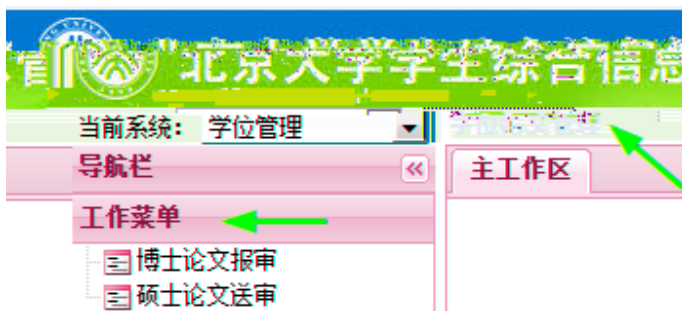 北京大学学生综合信息
当前系统： 学位管理
导航栏
主工作区
工作菜单
博士论文报审
硕士论文送审